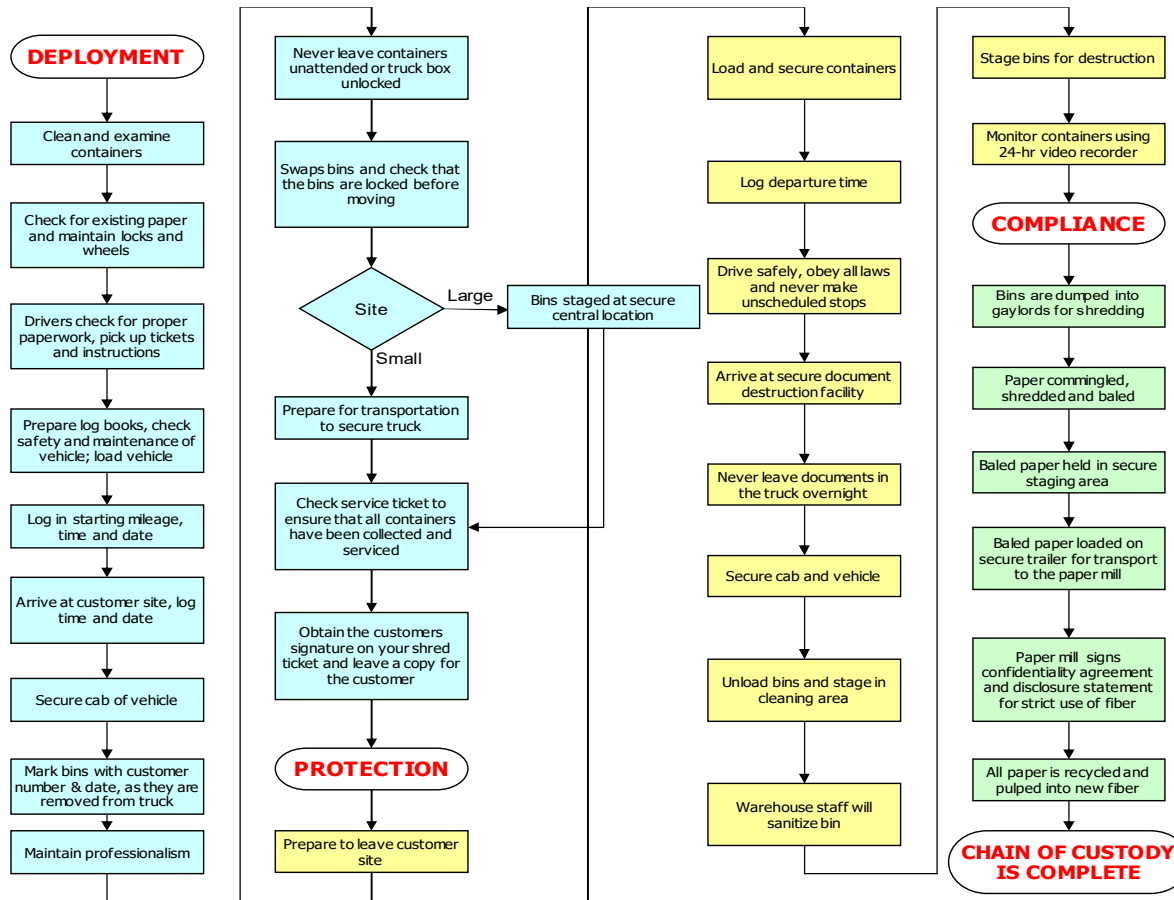 DEPLOYMENT
Clean and examine
containers
Check for existing paper
and maintain locks and
wheels
Drivers check for proper
paperwork, pick up tickets
and instructions
Prepare log books, check
safety and maintenance of
vehicle; load vehicle
Log in starting mileage,
time and date
Arrive at customer site, log
time and date
Secure cab of vehicle
Mark bins with customer
number & date, as they are
removed from truck
Maintain professionalism
Never leave containers
unattended or truck box
unlocked
Swaps bins and check that
the bins are locked before
moving
Site
Large
Bins staged at secure
central location
Small
Prepare for transportation
to secure truck
Check service ticket to
ensure that all containers
have been collected and
serviced
Obtain the customers
signature on your shred
ticket and leave a copy for
the customer
PROTECTION
Prepare to leave customer
site
Load and secure containers
Log departure time
Drive safely, obey all laws
and never make
unscheduled stops
Arrive at secure document
destruction facility
Never leave documents in
the truck overnight
Secure cab and vehicle
Unload bins and stage in
cleaning area
Warehouse staff will
sanitize bin
Stage bins for destruction
Monitor containers using
24-hr video recorder
COMPLIANCE
Bins are dumped into
gaylords for shredding
Paper commingled,
shredded and baled
Baled paper held in secure
staging area
Baled paper loaded on
secure trailer for transport
to the paper mill
Paper mill signs
confidentiality agreement
and disclosure statement
for strict use of fiber
All paper is recycled and
pulped into new fiber
CHAIN OF CUSTODY
IS COMPLETE